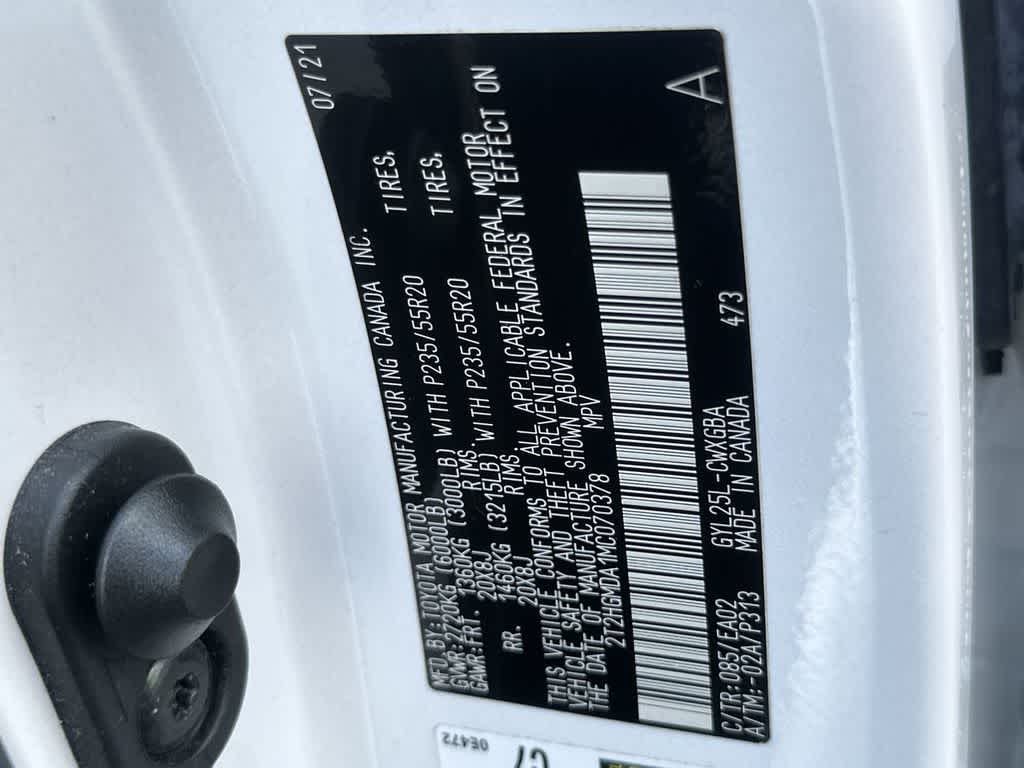 MFD BY:TOYOTA MOTOR MANUFACTURING CANADA INC. 07/21
GVWR:2720KG (6000LB)
GAWR:FRT. 1360KG (3000LB) WITH P235/55R20 TIRES,
20X8J RIMS.
RR. 1460KG (3215LB) WITH P235/55R20 TIRES,
20X8J RIMS.
THIS VEHICLE CONFORMS TO ALL APPLICABLE FEDERAL MOTOR
VEHICLE SAFETY AND THEFT PREVENTION STANDARDS IN EFFECT ON
THE DATE OF MANUFACTURE SHOWN ABOVE.
MPV
A
C/TR:085/EA02 GYL25L-CWXGBA 473
A/TM:-02A/P313 MADE IN CANADA
0E472